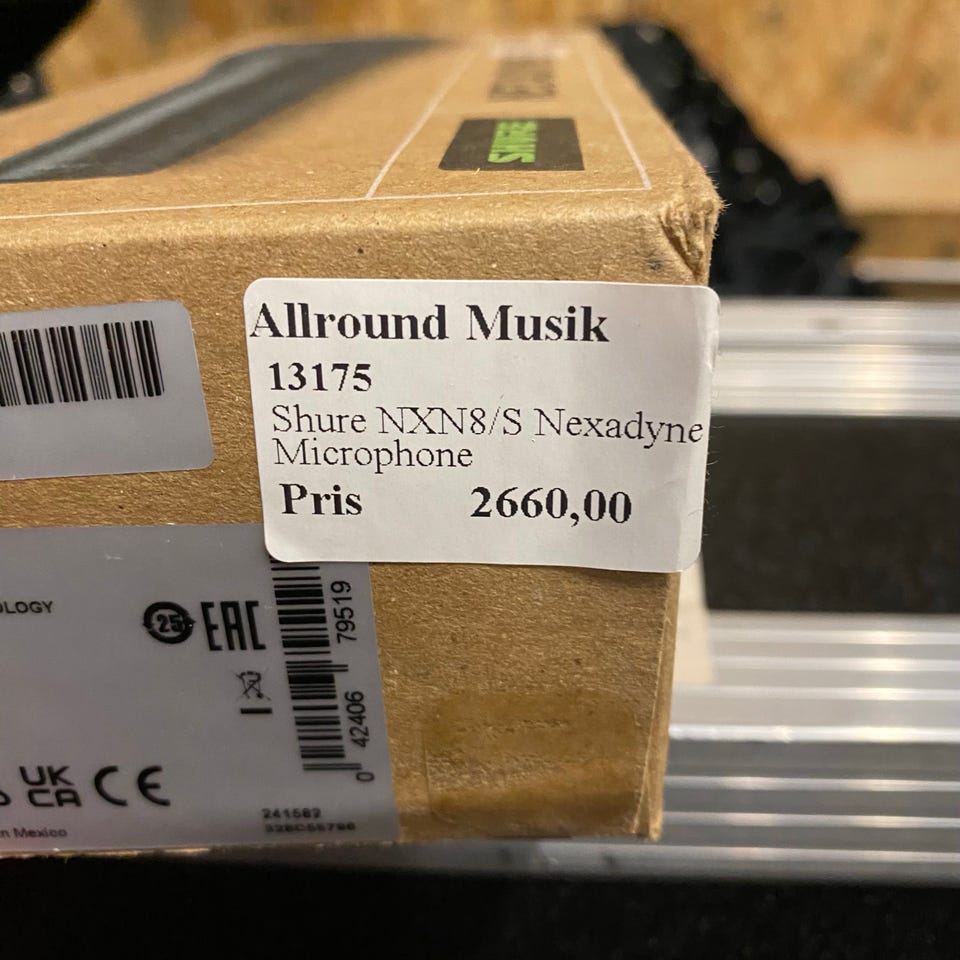 SHURE
Allround Musik
13175
Shure NXN8/S Nexadyne
Microphone
Pris 2660,00
OLOGY
25 EAC
0 42406 79519
UK
CA CE
241582
n Mexico